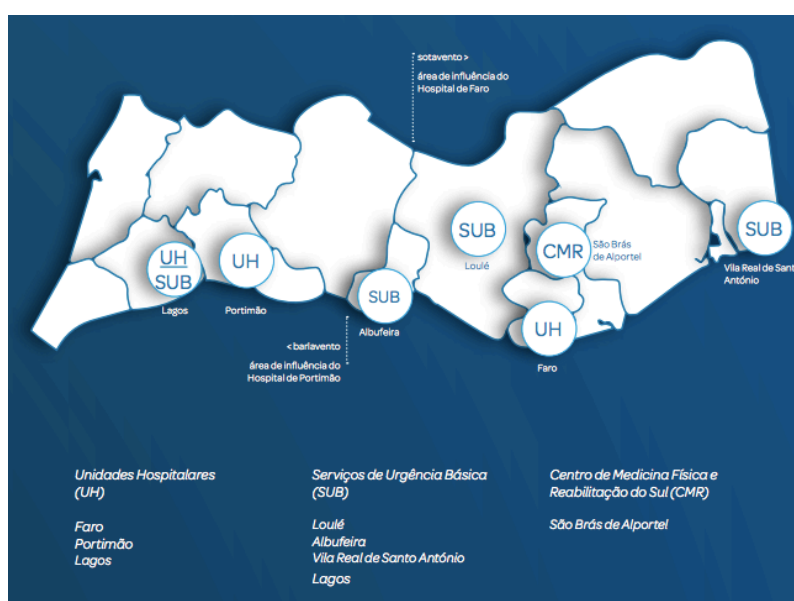 sotavento >
área de influência do
Hospital de Faro
SUB
Loulé
CMR
São Brás
de Alportel
SUB
Vila Real de Sant
António
UH
SUB
Lagos
UH
Portimão
SUB
Albufeira
UH
Faro
< barlavento
área de influência do
Hospital de Portimão
Unidades Hospitalares
(UH)
Faro
Portimão
Lagos
Serviços de Urgência Básica
(SUB)
Loulé
Albufeira
Vila Real de Santo António
Lagos
Centro de Medicina Física e
Reabilitação do Sul (CMR)
São Brás de Alportel